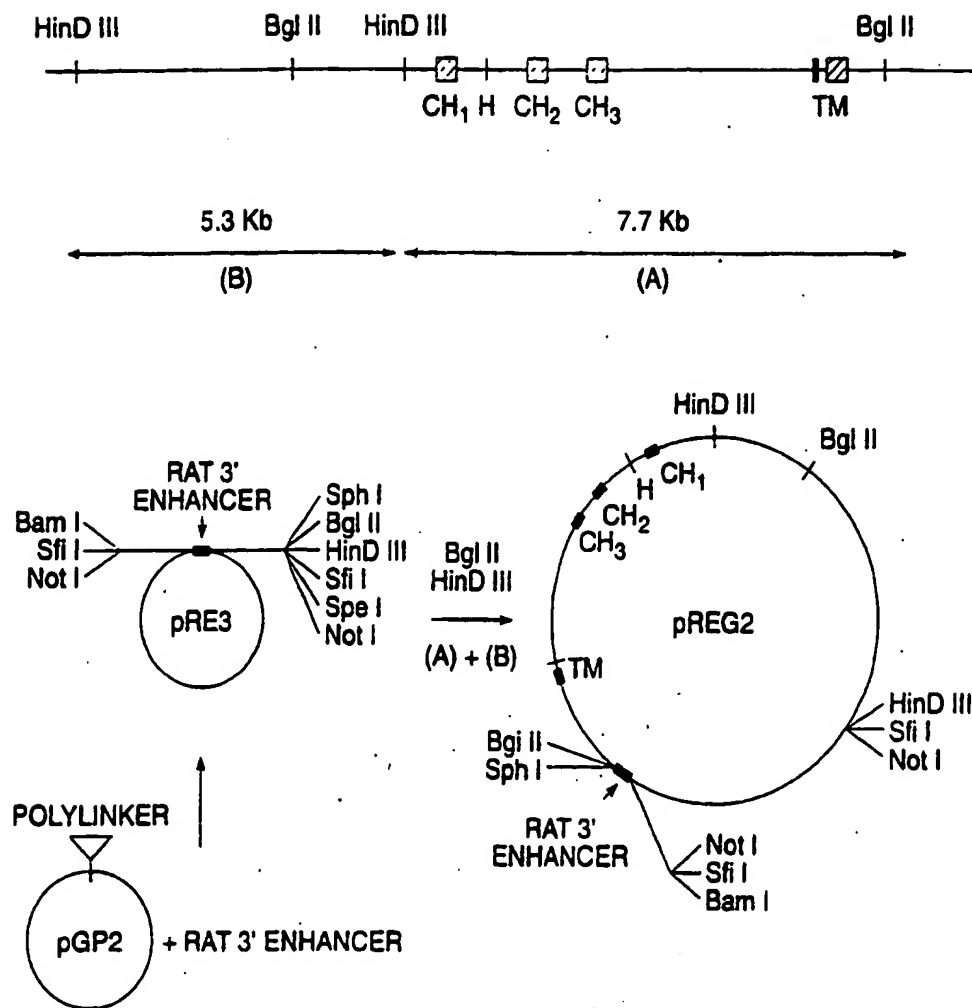 HinD III Bgl II HinD III Bgl II
CH1 H CH2 CH3 TM
5.3 Kb 7.7 Kb
(B) (A)
HinD III
Bgl II
CH1
H
CH2
CH3
RAT 3'
ENHANCER
Bam I
Sfi I
Not I
Sph I
Bgl II
HinD III
Sfi I
Spe I
Not I
pRE3
Bgl II
HinD III
(A) + (B)
pREG2
TM
HinD III
Sfi I
Not I
Bgi II
Sph I
RAT 3'
ENHANCER
Not I
Sfi I
Bam I
POLYLINKER
pGP2 + RAT 3' ENHANCER